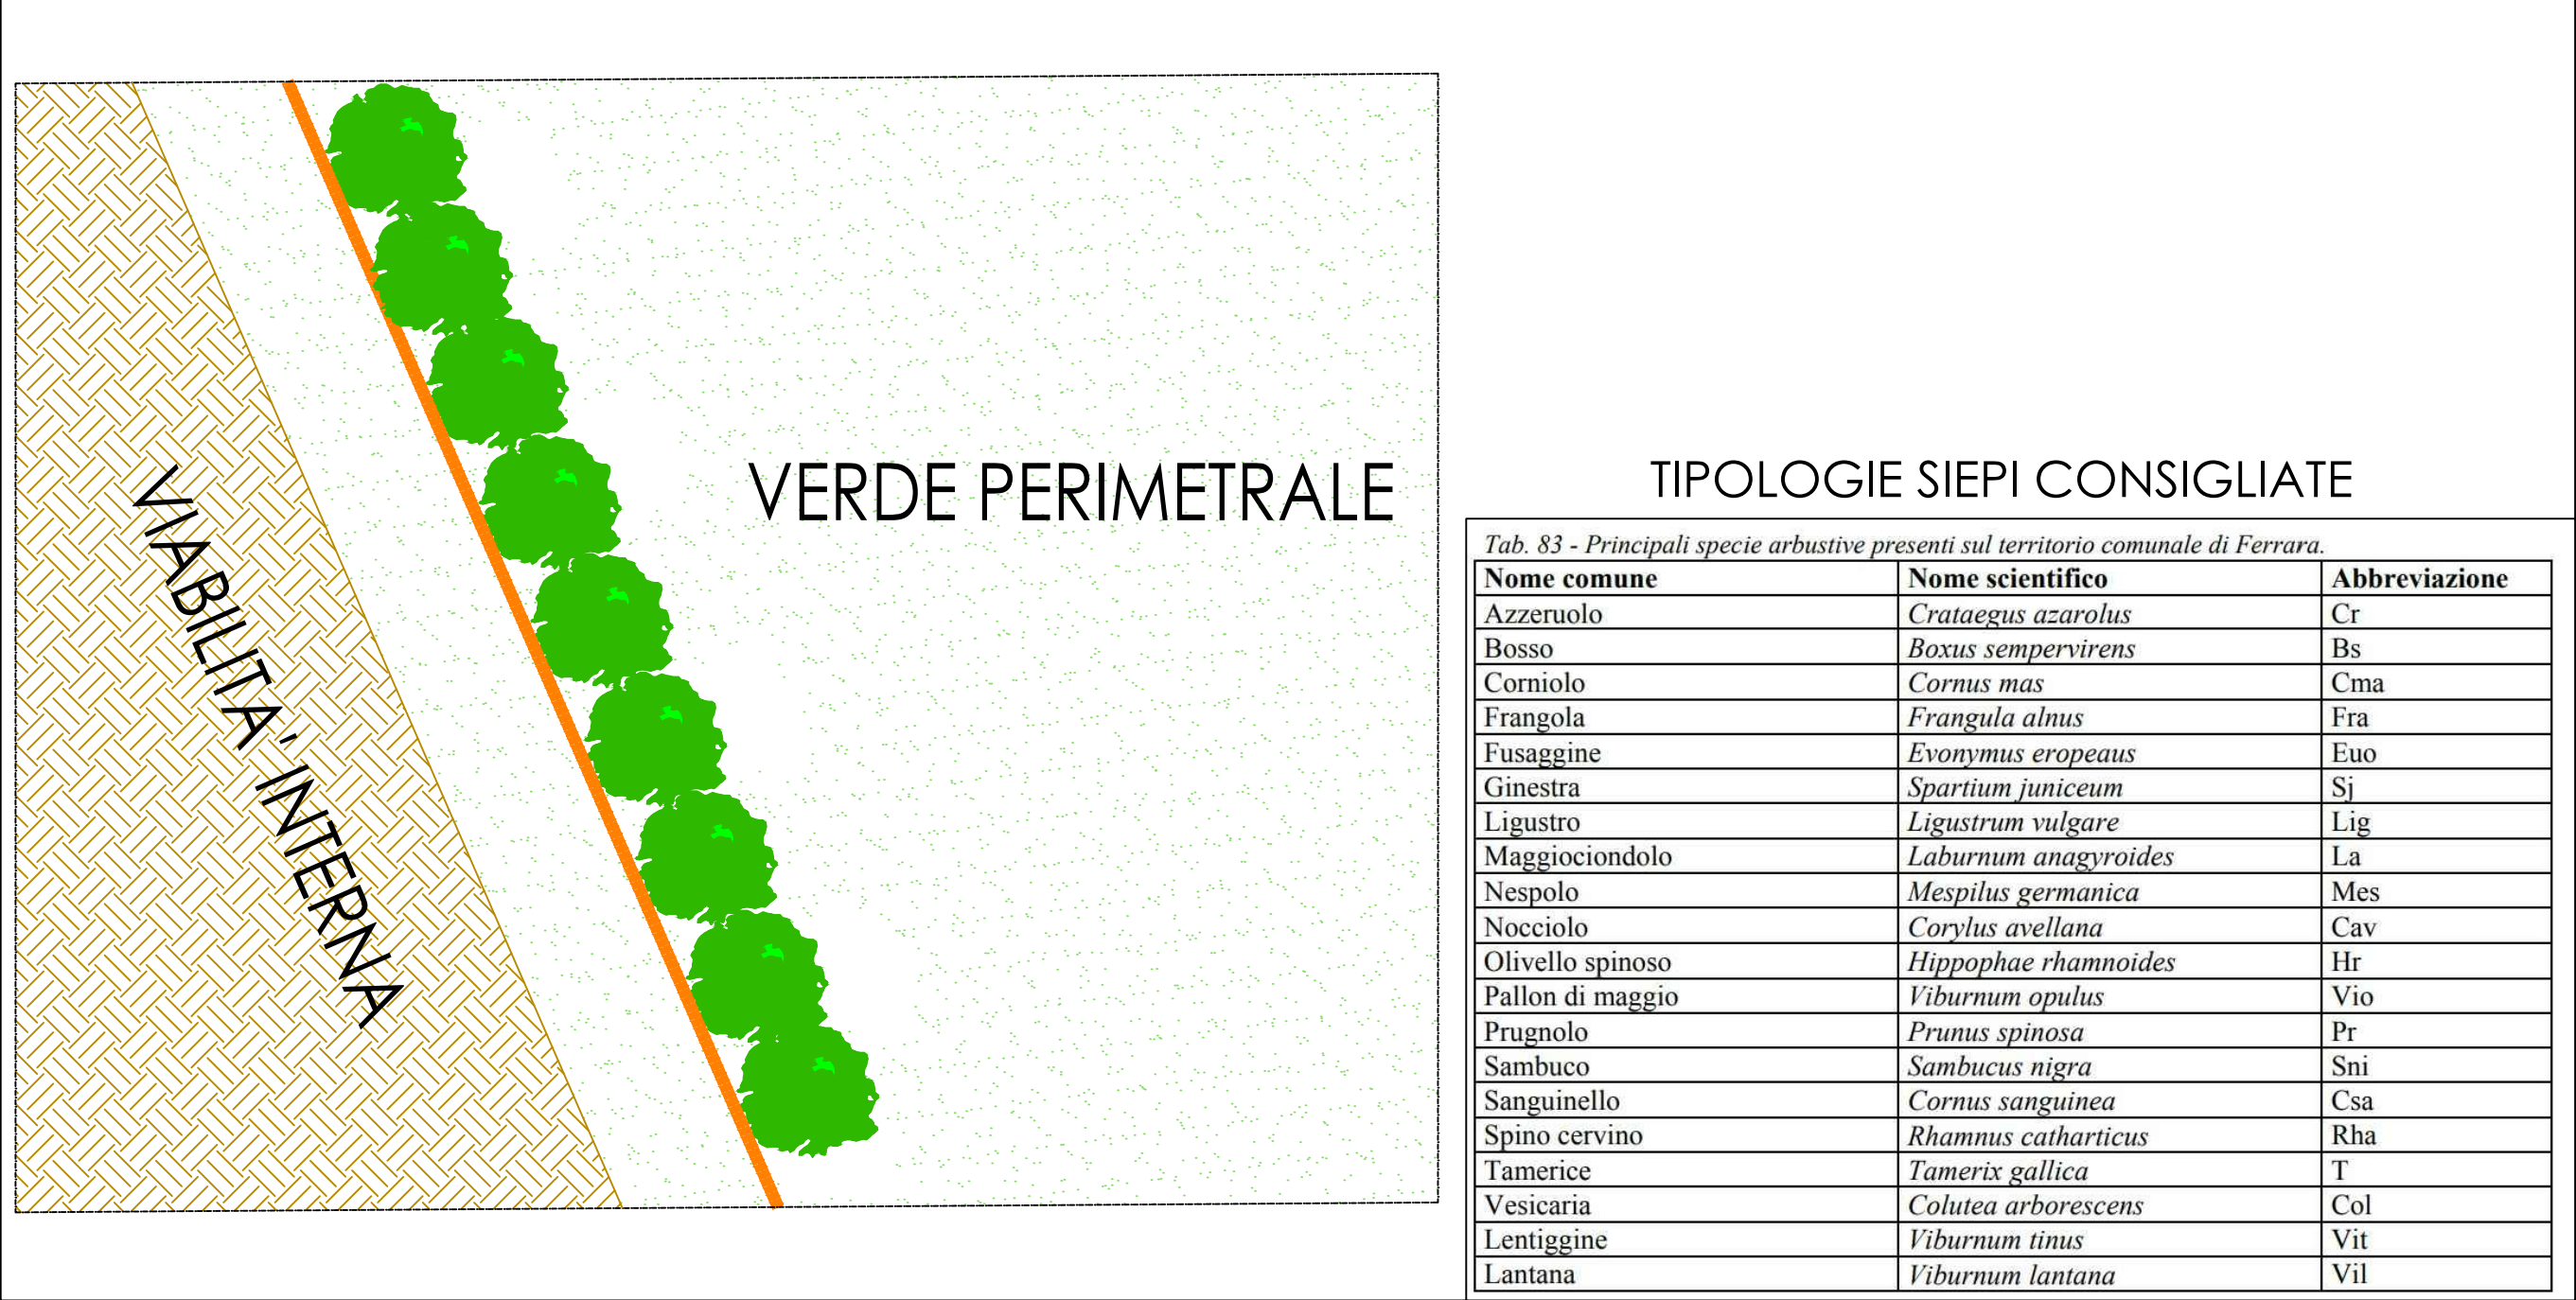 VIABILITA' INTERNA
VERDE PERIMETRALE
TIPOLOGIE SIEPI CONSIGLIATE
Tab. 83 - Principali specie arbustive presenti sul territorio comunale di Ferrara.
Nome comune Nome scientifico Abbreviazione
Azzeruolo Crataegus azarolus Cr
Bosso Boxus sempervirens Bs
Corniolo Cornus mas Cma
Frangola Frangula alnus Fra
Fusaggine Evonymus eropeaus Euo
Ginestra Spartium juniceum Sj
Ligustro Ligustrum vulgare Lig
Maggiociondolo Laburnum anagyroides La
Nespolo Mespilus germanica Mes
Nocciolo Corylus avellana Cav
Olivello spinoso Hippophae rhamnoides Hr
Pallon di maggio Viburnum opulus Vio
Prugnolo Prunus spinosa Pr
Sambuco Sambucus nigra Sni
Sanguinello Cornus sanguinea Csa
Spino cervino Rhamnus catharticus Rha
Tamerice Tamerix gallica T
Vesicaria Colutea arborescens Col
Lentiggine Viburnum tinus Vit
Lantana Viburnum lantana Vil